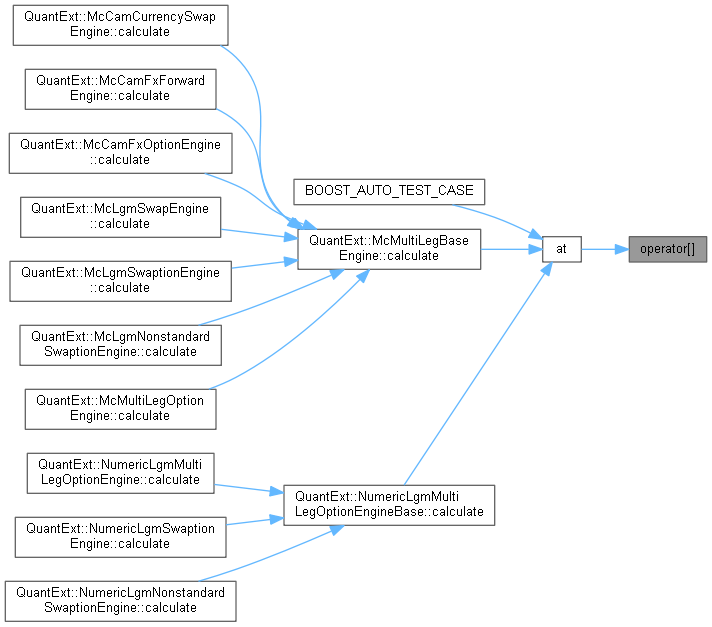 QuantExt::McCamCurrencySwap
Engine::calculate
QuantExt::McCamFxForward
Engine::calculate
QuantExt::McCamFxOptionEngine
::calculate
QuantExt::McLgmSwapEngine
::calculate
QuantExt::McLgmSwaptionEngine
::calculate
QuantExt::McLgmNonstandard
SwaptionEngine::calculate
QuantExt::McMultiLegOption
Engine::calculate
QuantExt::NumericLgmMulti
LegOptionEngine::calculate
QuantExt::NumericLgmSwaption
Engine::calculate
QuantExt::NumericLgmNonstandard
SwaptionEngine::calculate
BOOST_AUTO_TEST_CASE
QuantExt::McMultiLegBase
Engine::calculate
QuantExt::NumericLgmMulti
LegOptionEngineBase::calculate
at
operator[]